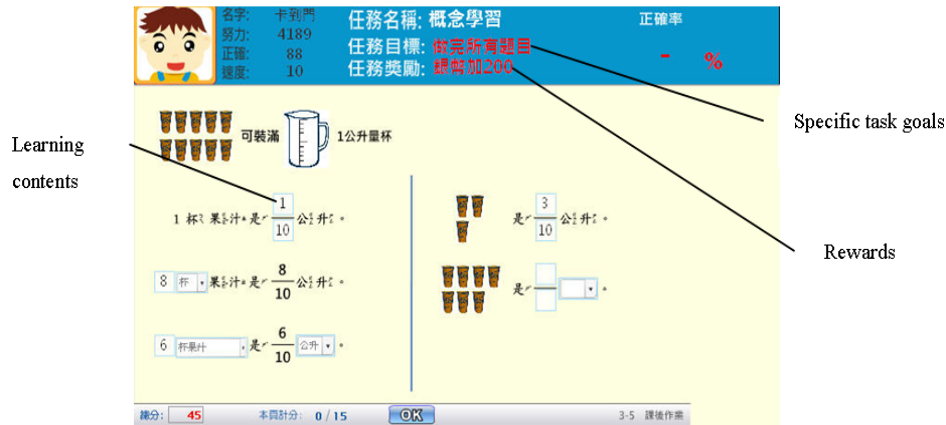 名字: 卡到門
努力: 4189
正確: 88
速度: 10
任務名稱: 概念學習
任務目標: 做完所有題目
任務獎勵: 銀幣加200
正確率
- %
Specific task goals
Learning
contents
Rewards
可裝滿 1公升量杯
1 杯果汁是 1/10 公升。
8 杯 果汁是 8/10 公升。
6 杯果汁 是 6/10 公升。
是 3/10 公升。
是 。
總分: 45
本頁計分: 0 / 15
OK
3-5 課後作業